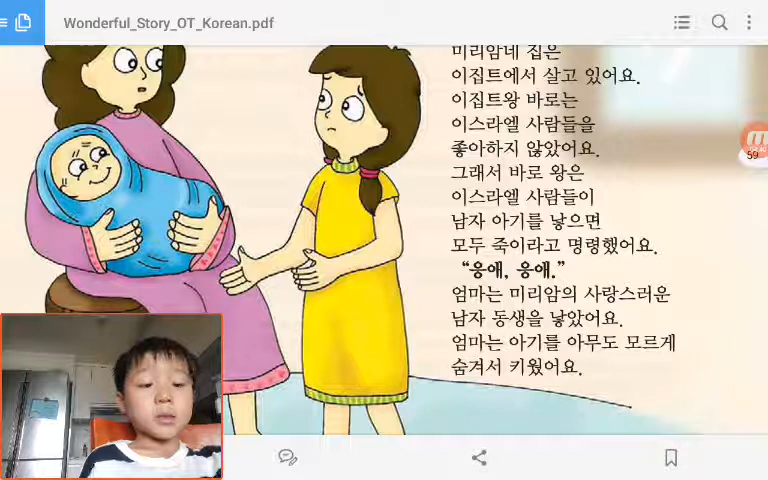 Wonderful_Story_OT_Korean.pdf
미리암네 집은
이집트에서 살고 있어요.
이집트왕 바로는
이스라엘 사람들을
좋아하지 않았어요.
그래서 바로 왕은
이스라엘 사람들이
남자 아기를 낳으면
모두 죽이라고 명령했어요.
“응애, 응애.”
엄마는 미리암의 사랑스러운
남자 동생을 낳았어요.
엄마는 아기를 아무도 모르게
숨겨서 키웠어요.
59